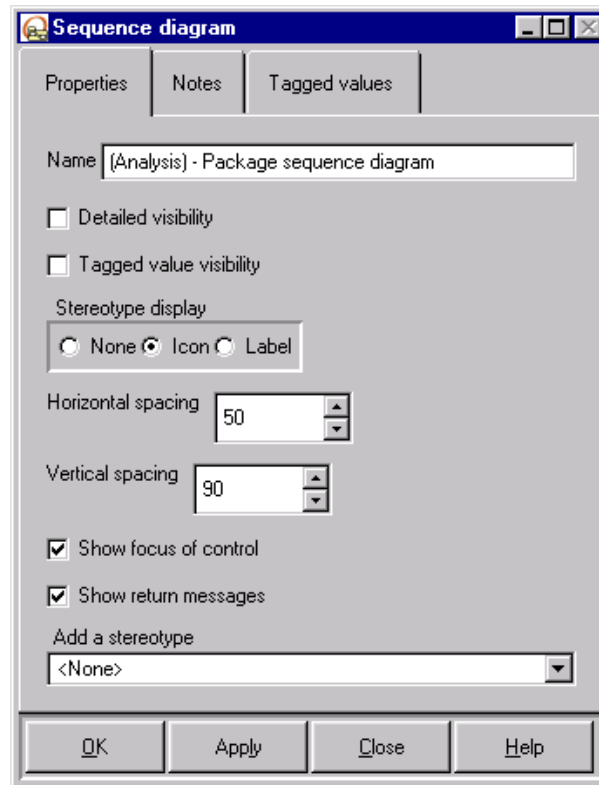 Sequence diagram
Properties Notes Tagged values
Name (Analysis) - Package sequence diagram
Detailed visibility
Tagged value visibility
Stereotype display
None Icon Label
Horizontal spacing 50
Vertical spacing 90
Show focus of control
Show return messages
Add a stereotype
<None>
OK Apply Close Help